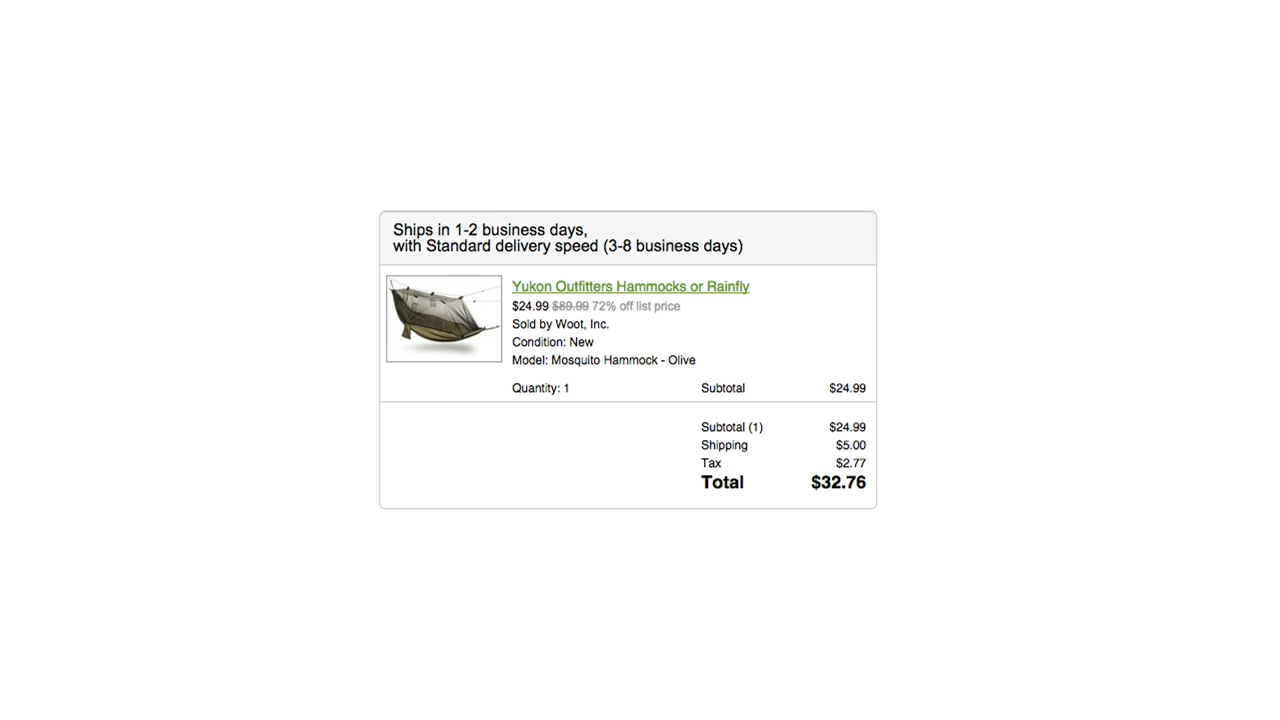 Ships in 1-2 business days,
with Standard delivery speed (3-8 business days)
Yukon Outfitters Hammocks or Rainfly
$24.99 $89.99 72% off list price
Sold by Woot, Inc.
Condition: New
Model: Mosquito Hammock - Olive
Quantity: 1 Subtotal $24.99
Subtotal (1) $24.99
Shipping $5.00
Tax $2.77
Total $32.76